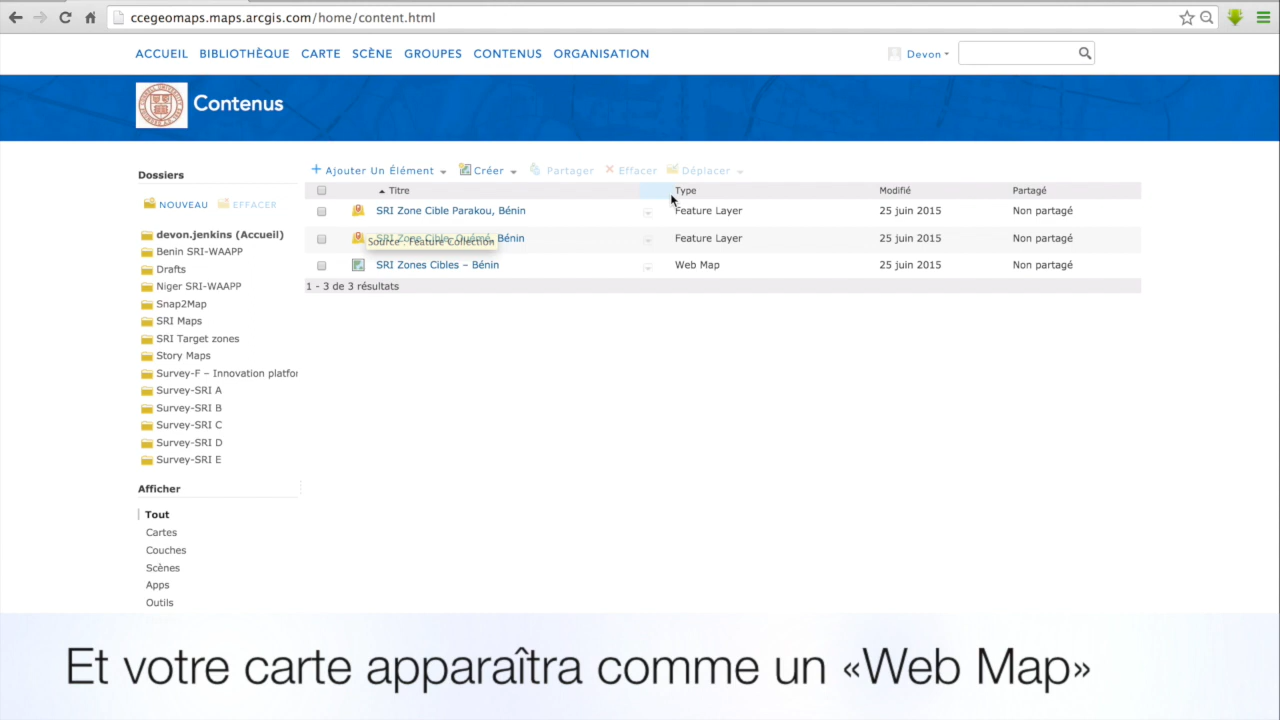 ccegeomaps.maps.arcgis.com/home/content.html
ACCUEIL BIBLIOTHÈQUE CARTE SCÈNE GROUPES CONTENUS ORGANISATION Devon
Contenus
Dossiers
NOUVEAU EFFACER
devon.jenkins (Accueil)
Benin SRI-WAAPP
Drafts
Niger SRI-WAAPP
Snap2Map
SRI Maps
SRI Target zones
Story Maps
Survey-F – Innovation platfor
Survey-SRI A
Survey-SRI B
Survey-SRI C
Survey-SRI D
Survey-SRI E
Afficher
Tout
Cartes
Couches
Scènes
Apps
Outils
Ajouter Un Élément Créer Partager Effacer Déplacer
Titre Type Modifié Partagé
SRI Zone Cible Parakou, Bénin Feature Layer 25 juin 2015 Non partagé
SRI Zone Cible Ouémé, Bénin Feature Layer 25 juin 2015 Non partagé
Source : Feature Collection
SRI Zones Cibles – Bénin Web Map 25 juin 2015 Non partagé
1 - 3 de 3 résultats
Et votre carte apparaîtra comme un «Web Map»